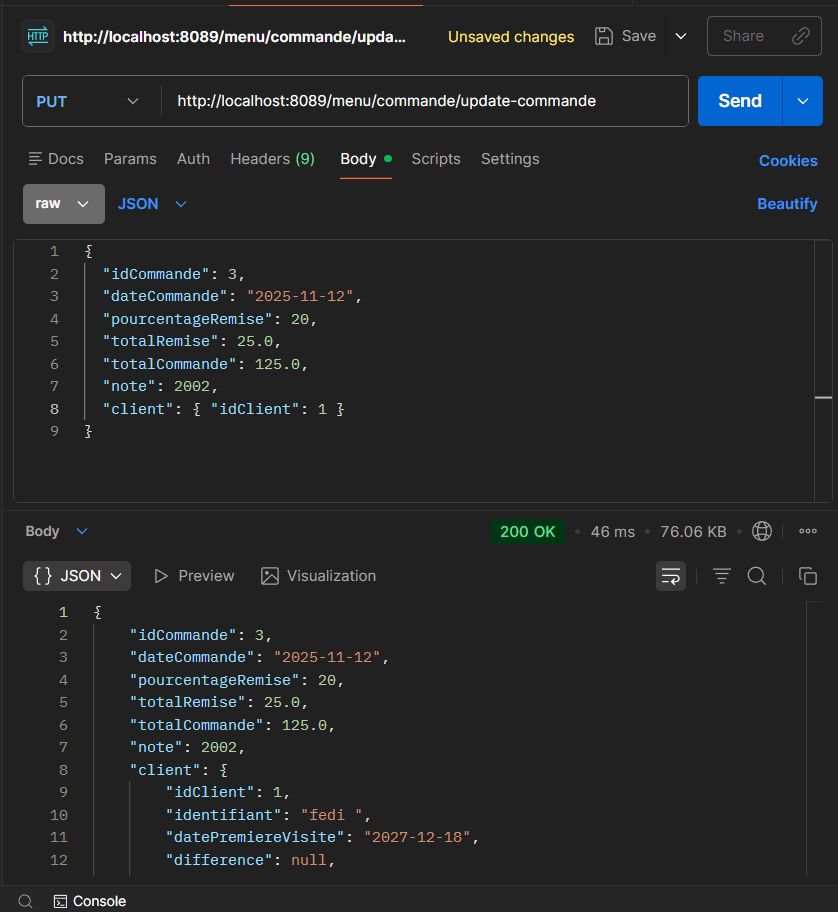 HTTP http://localhost:8089/menu/commande/upda... Unsaved changes Save Share
PUT http://localhost:8089/menu/commande/update-commande Send
Docs Params Auth Headers (9) Body Scripts Settings Cookies
raw JSON Beautify
1 {
2 "idCommande": 3,
3 "dateCommande": "2025-11-12",
4 "pourcentageRemise": 20,
5 "totalRemise": 25.0,
6 "totalCommande": 125.0,
7 "note": 2002,
8 "client": { "idClient": 1 }
9 }
Body 200 OK • 46 ms • 76.06 KB •
{} JSON Preview Visualization
1 {
2 "idCommande": 3,
3 "dateCommande": "2025-11-12",
4 "pourcentageRemise": 20,
5 "totalRemise": 25.0,
6 "totalCommande": 125.0,
7 "note": 2002,
8 "client": {
9 "idClient": 1,
10 "identifiant": "fedi ",
11 "datePremiereVisite": "2027-12-18",
12 "difference": null,
Console